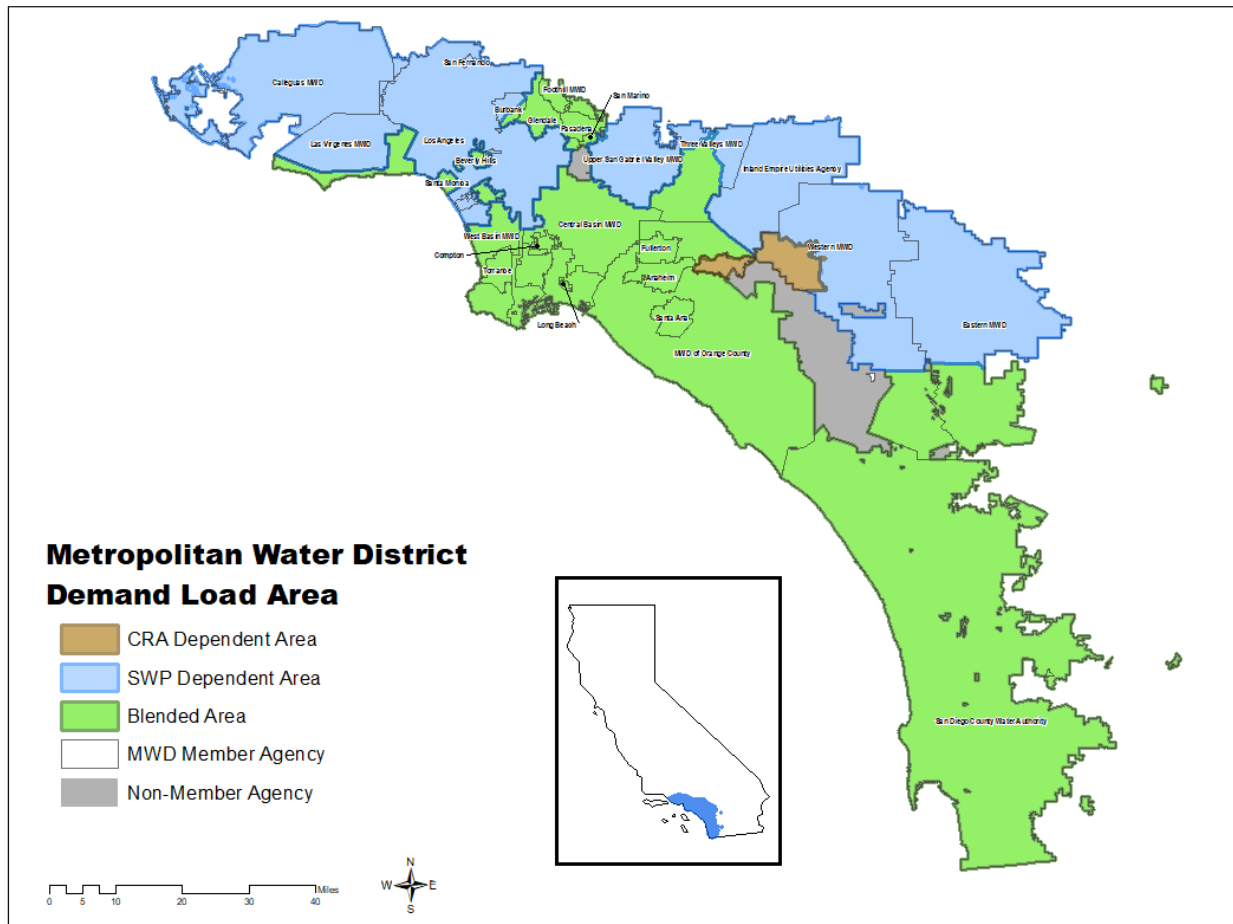 San Fernando
Calleguas MWD
Foothill MWD
San Marino
Burbank
Glendale
Pasadena
Las Virgenes MWD
Los Angeles
Three Valleys MWD
Beverly Hills
Upper San Gabriel Valley MWD
Inland Empire Utilities Agency
Santa Monica
Central Basin MWD
West Basin MWD
Western MWD
Fullerton
Compton
Torrance
Anaheim
Santa Ana
Long Beach
Eastern MWD
MWD of Orange County
San Diego County Water Authority
Metropolitan Water District
Demand Load Area
CRA Dependent Area
SWP Dependent Area
Blended Area
MWD Member Agency
Non-Member Agency
N
W E
S
Miles
0 5 10 20 30 40